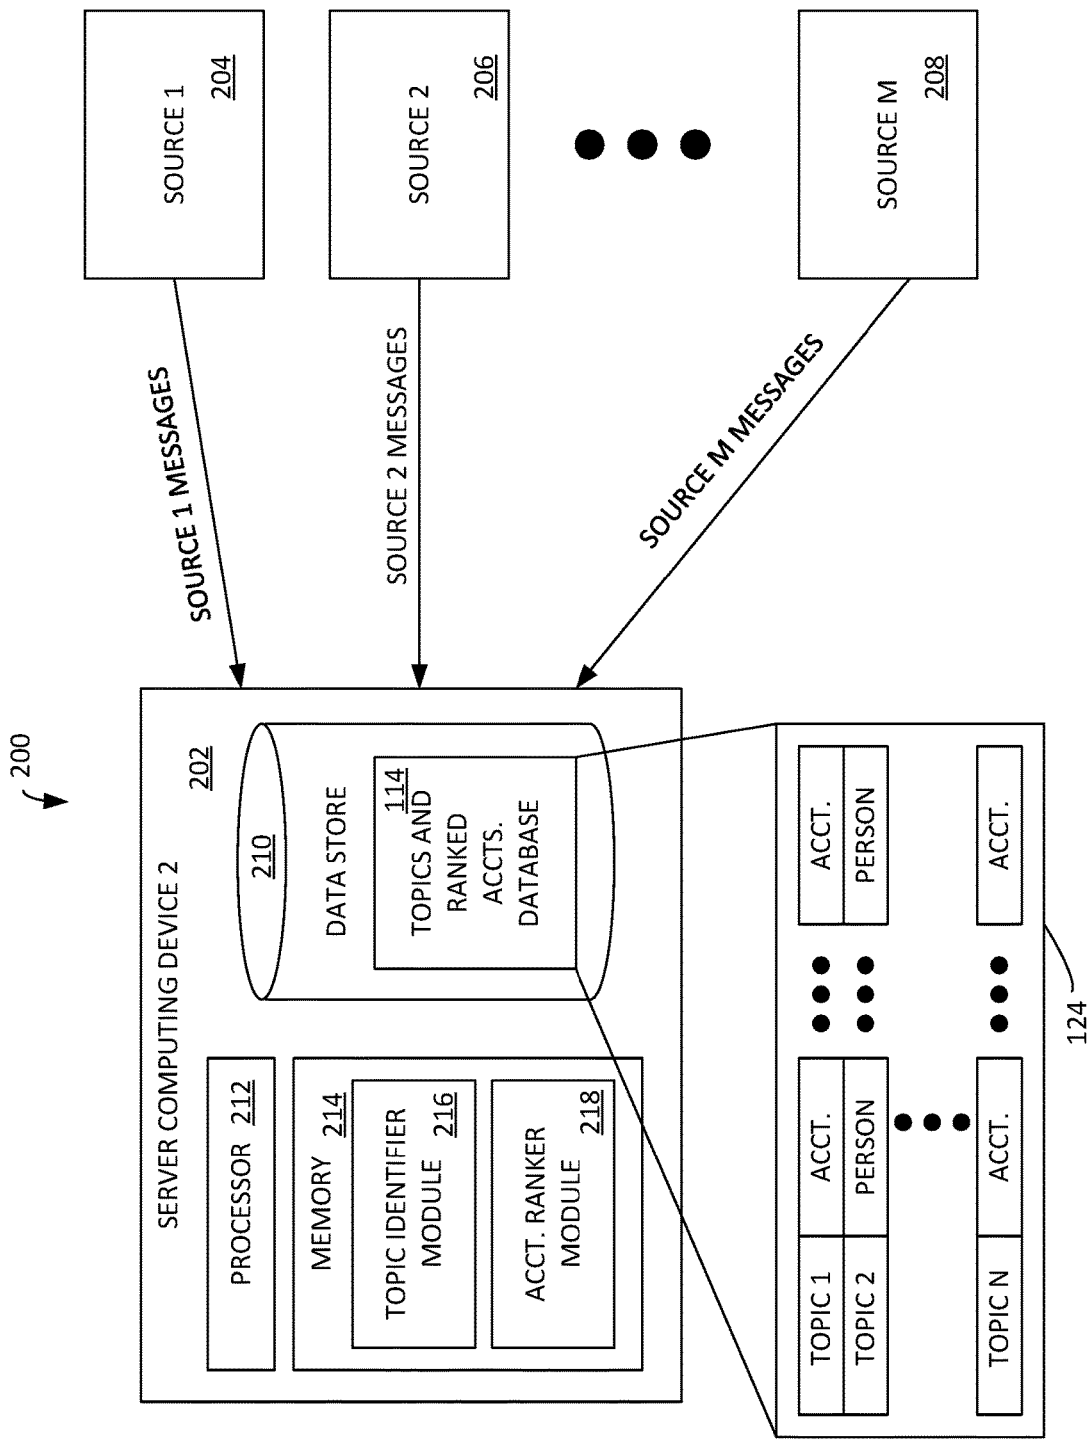 200
SERVER COMPUTING DEVICE 2
202
PROCESSOR
212
MEMORY
214
TOPIC IDENTIFIER
MODULE
216
ACCT. RANKER
MODULE
218
210
DATA STORE
114
TOPICS AND
RANKED
ACCTS.
DATABASE
SOURCE 1 MESSAGES
SOURCE 2 MESSAGES
SOURCE M MESSAGES
SOURCE 1
204
SOURCE 2
206
SOURCE M
208
TOPIC 1 ACCT. ACCT.
TOPIC 2 PERSON PERSON
TOPIC N ACCT. ACCT.
124